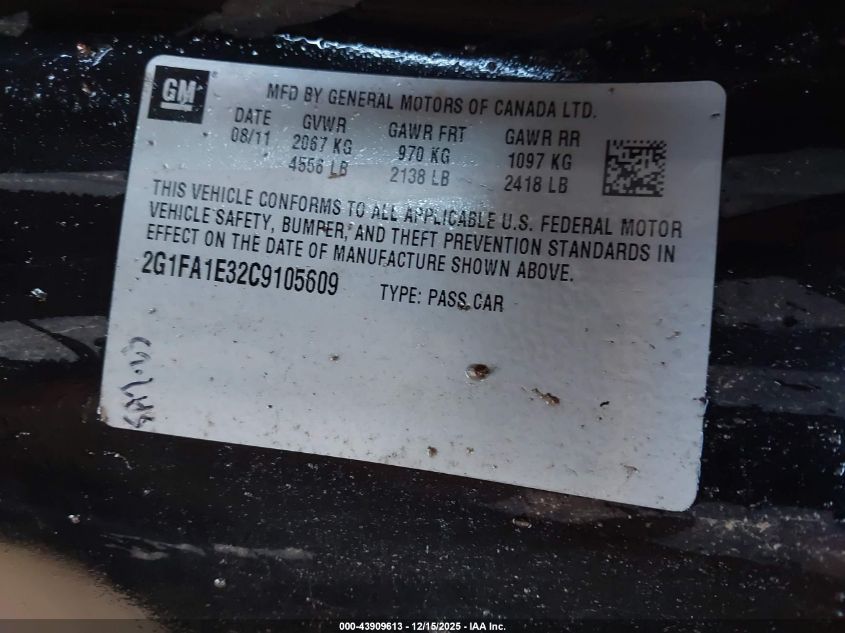 GM
MFD BY GENERAL MOTORS OF CANADA LTD.
DATE GVWR GAWR FRT GAWR RR
08/11 2067 KG 970 KG 1097 KG
4556 LB 2138 LB 2418 LB
THIS VEHICLE CONFORMS TO ALL APPLICABLE U.S. FEDERAL MOTOR
VEHICLE SAFETY, BUMPER, AND THEFT PREVENTION STANDARDS IN
EFFECT ON THE DATE OF MANUFACTURE SHOWN ABOVE.
2G1FA1E32C9105609 TYPE: PASS CAR
000-43909613 - 12/15/2025 - IAA Inc.